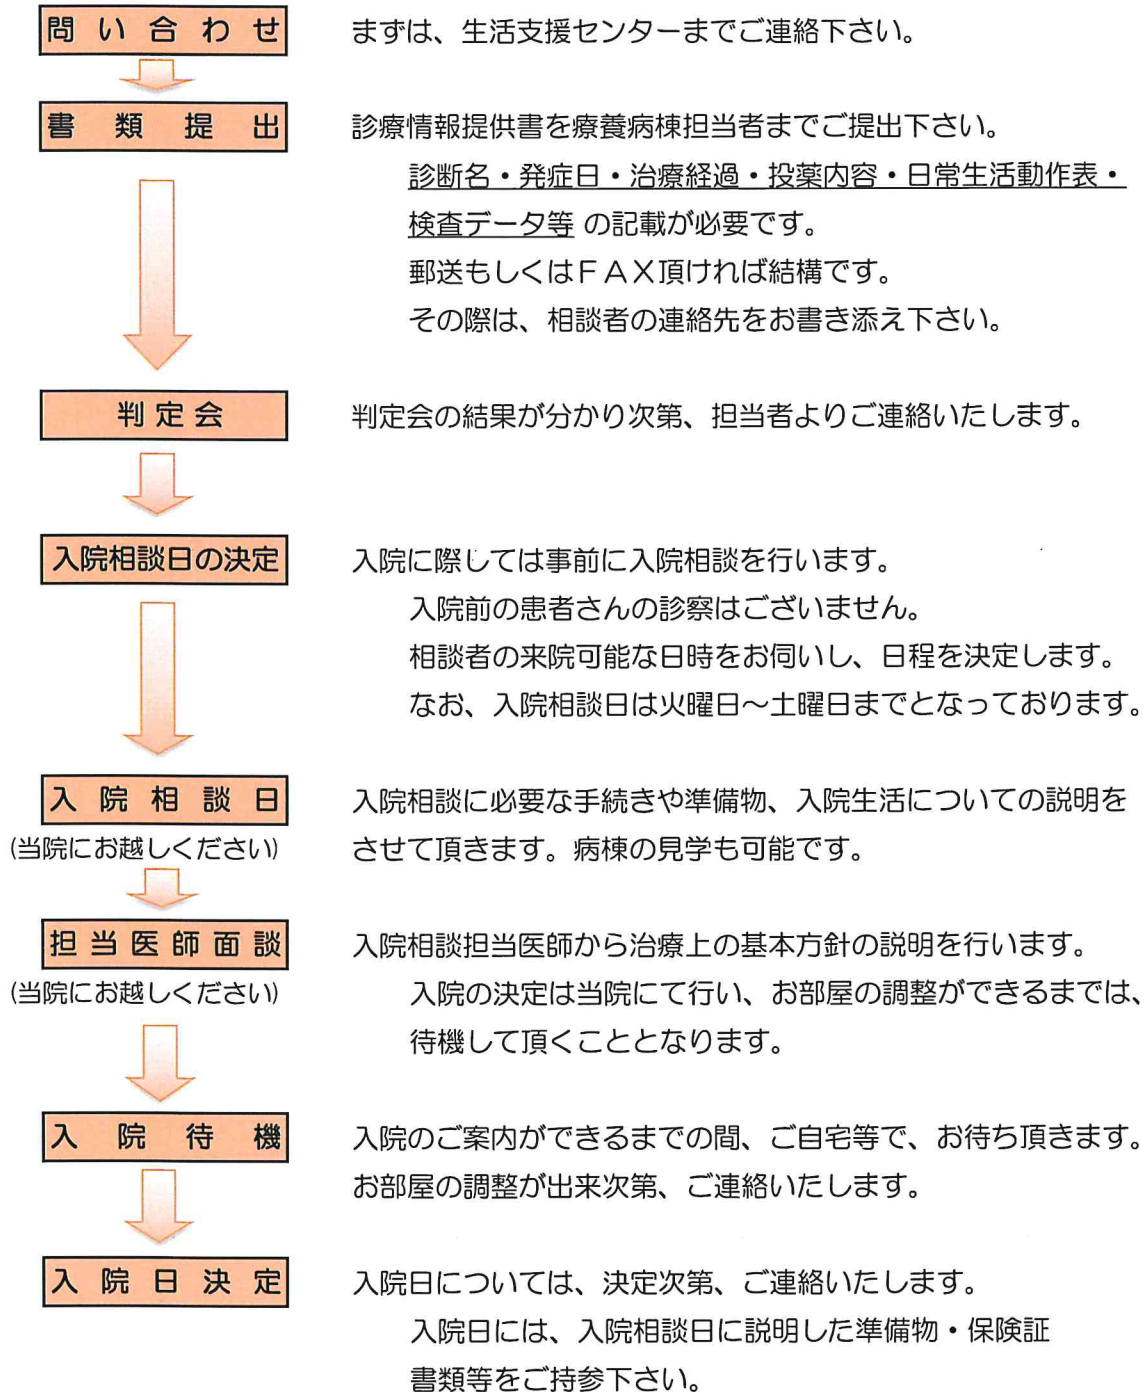 問い合わせ
まずは、生活支援センターまでご連絡下さい。
書類提出
診療情報提供書を療養病棟担当者までご提出下さい。
診断名・発症日・治療経過・投薬内容・日常生活動作表・
検査データ等 の記載が必要です。
郵送もしくはＦＡＸ頂ければ結構です。
その際は、相談者の連絡先をお書き添え下さい。
判定会
判定会の結果が分かり次第、担当者よりご連絡いたします。
入院相談日の決定
入院に際しては事前に入院相談を行います。
入院前の患者さんの診察はございません。
相談者の来院可能な日時をお伺いし、日程を決定します。
なお、入院相談日は火曜日～土曜日までとなっております。
入院相談日
(当院にお越しください)
入院相談に必要な手続きや準備物、入院生活についての説明を
させて頂きます。病棟の見学も可能です。
担当医師面談
(当院にお越しください)
入院相談担当医師から治療上の基本方針の説明を行います。
入院の決定は当院にて行い、お部屋の調整ができるまでは、
待機して頂くこととなります。
入院待機
入院のご案内ができるまでの間、ご自宅等で、お待ち頂きます。
お部屋の調整が出来次第、ご連絡いたします。
入院日決定
入院日については、決定次第、ご連絡いたします。
入院日には、入院相談日に説明した準備物・保険証
書類等をご持参下さい。